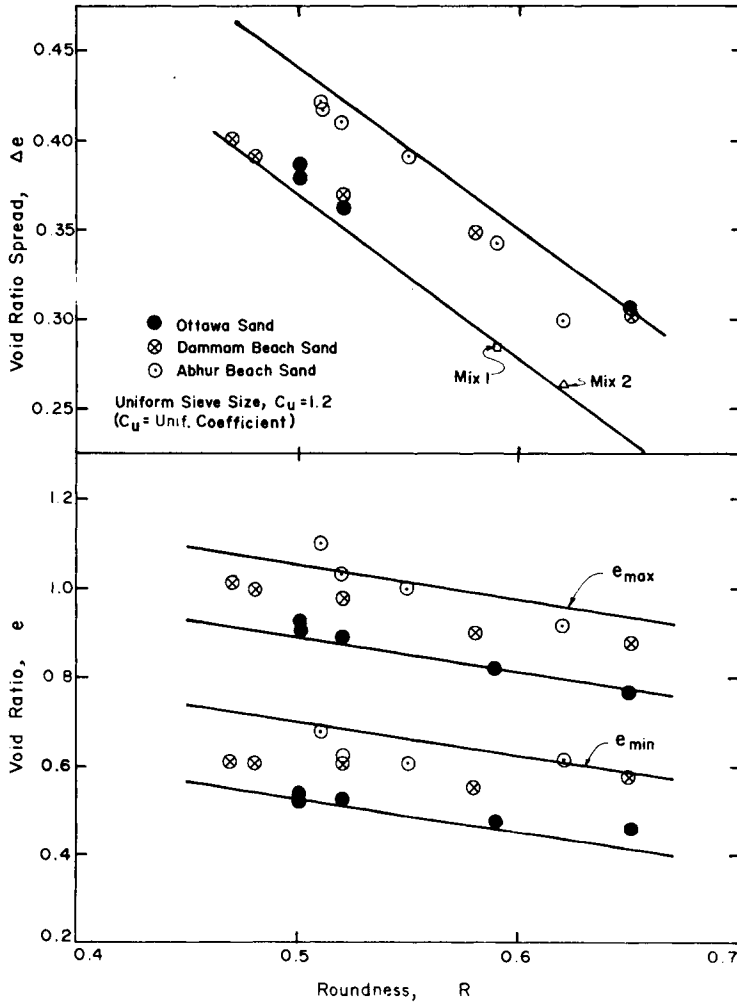 0.45
0.40
0.35
0.30
0.25
Void Ratio Spread, Δe
Ottawa Sand
Dammam Beach Sand
Abhur Beach Sand
Uniform Sieve Size, Cu=1.2
(Cu= Unif. Coefficient)
Mix 1
Mix 2
1.2
1.0
0.8
0.6
0.4
0.2
Void Ratio, e
e max
e min
0.4
0.5
0.6
0.7
Roundness, R